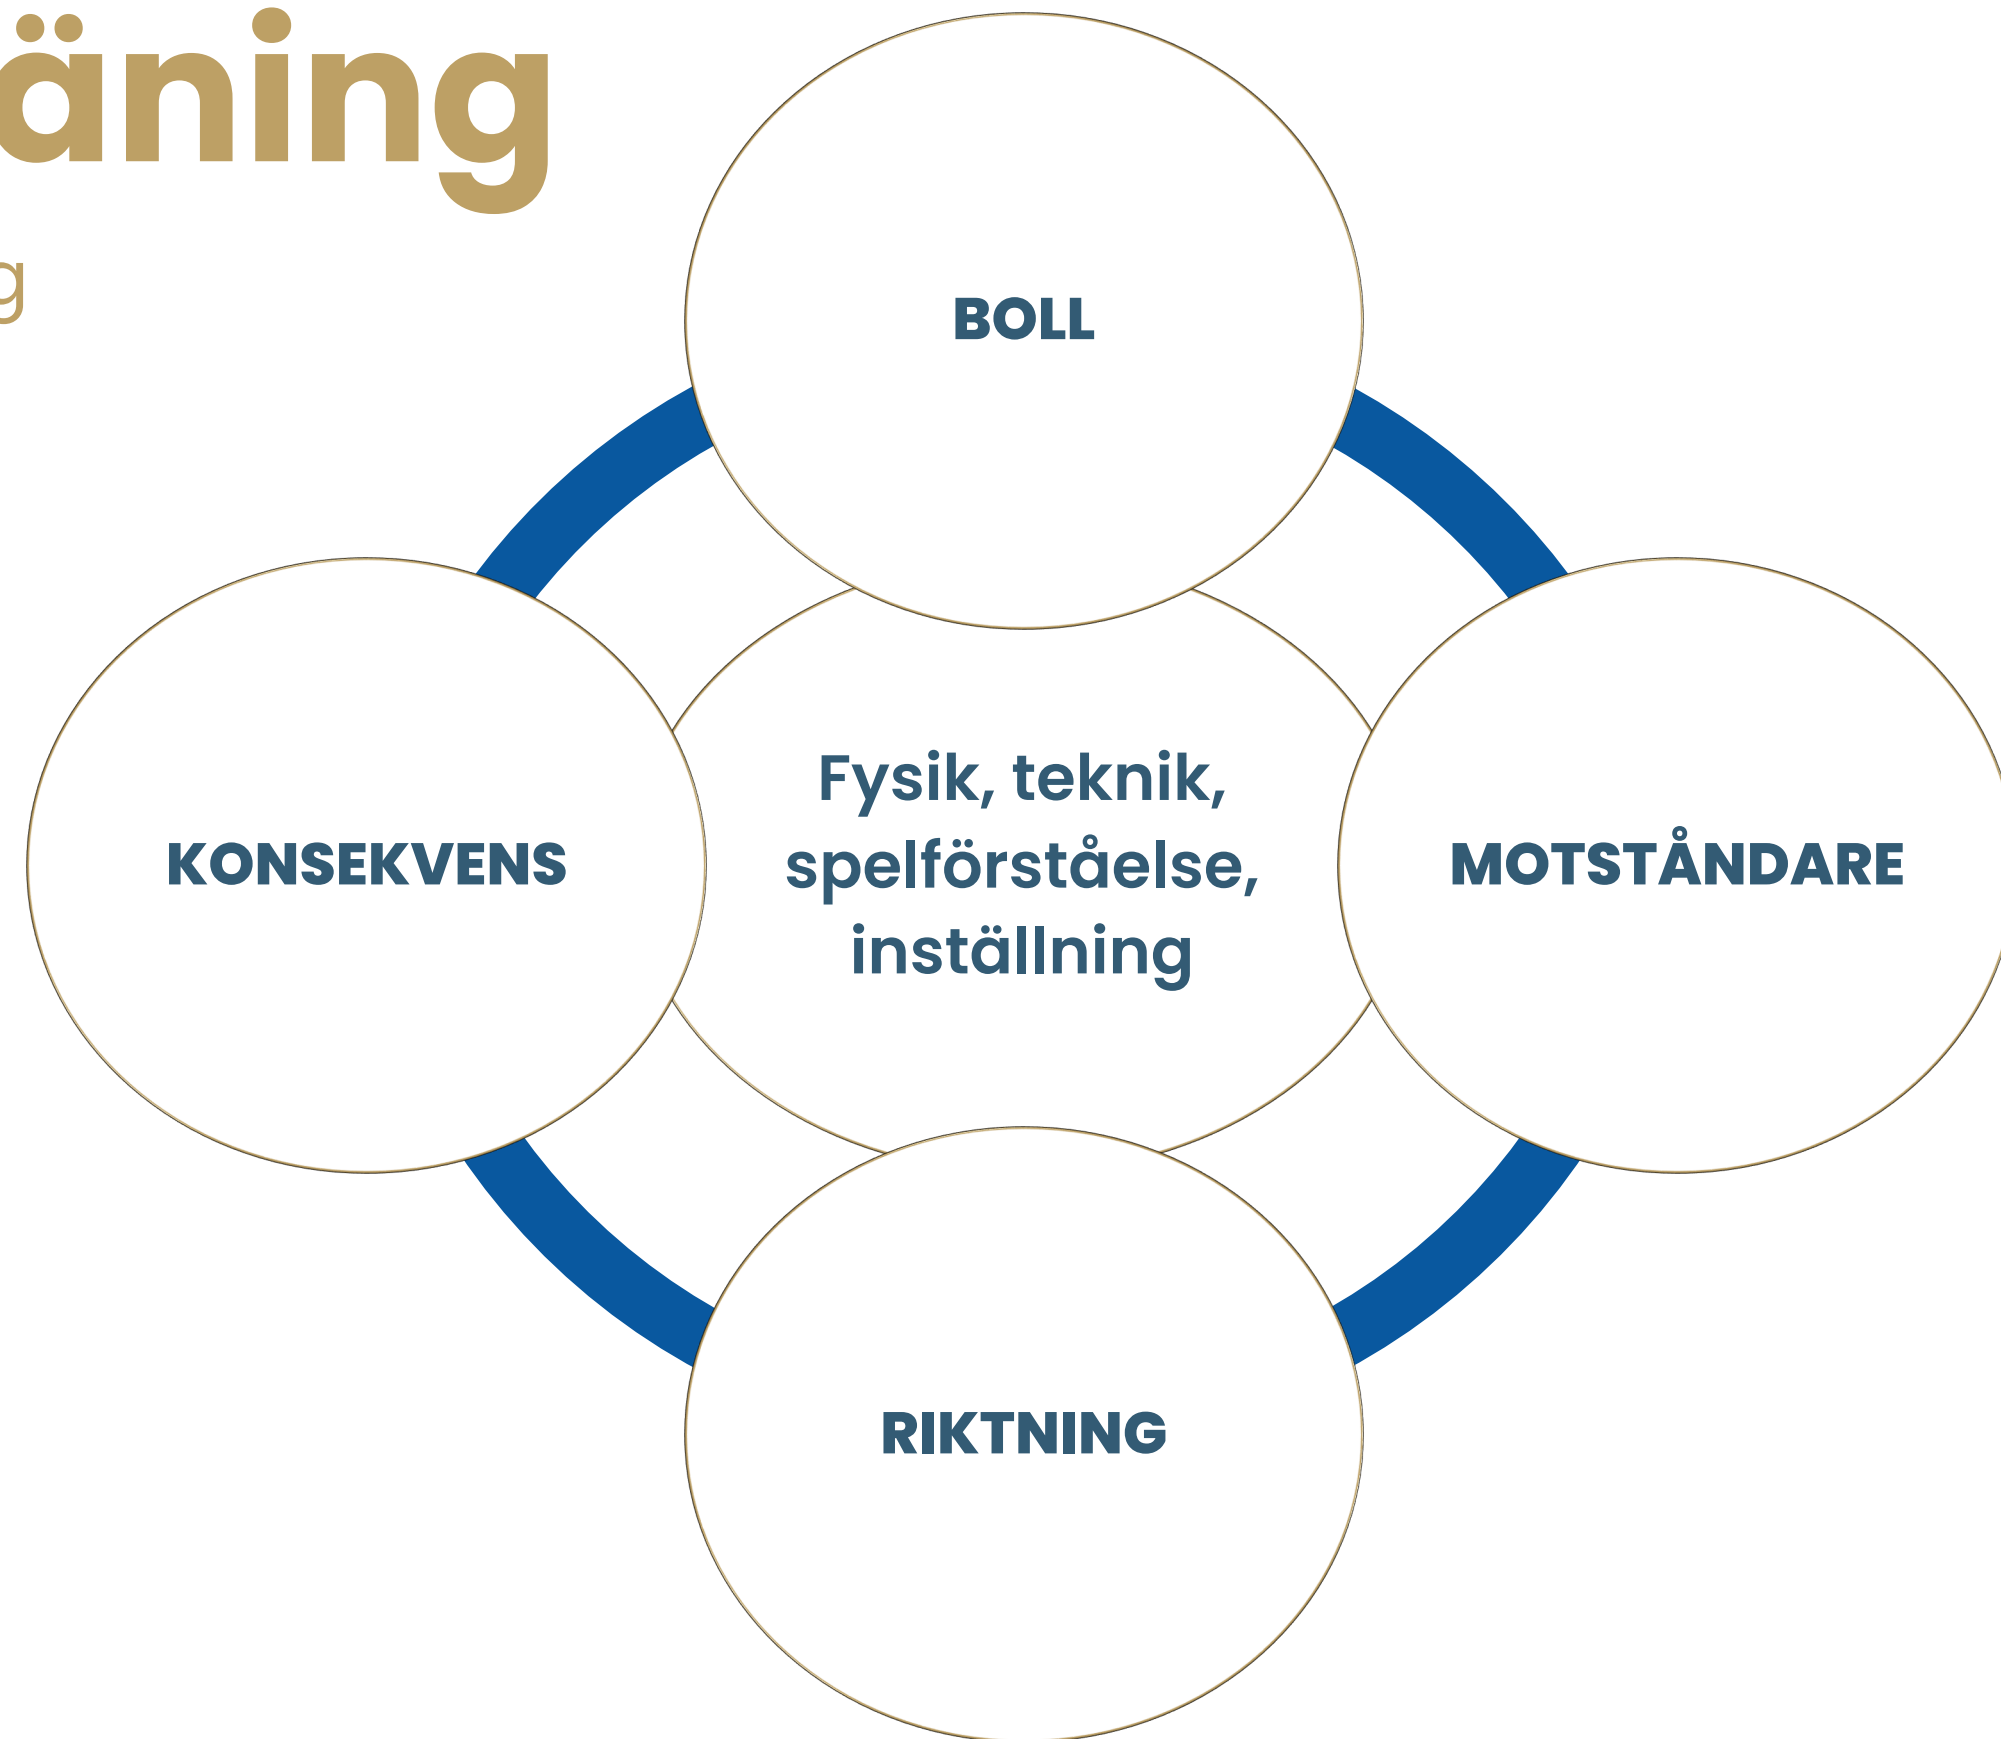 äning
g
BOLL
Fysik, teknik,
spelförståelse,
inställning
KONSEKVENS
MOTSTÅNDARE
RIKTNING